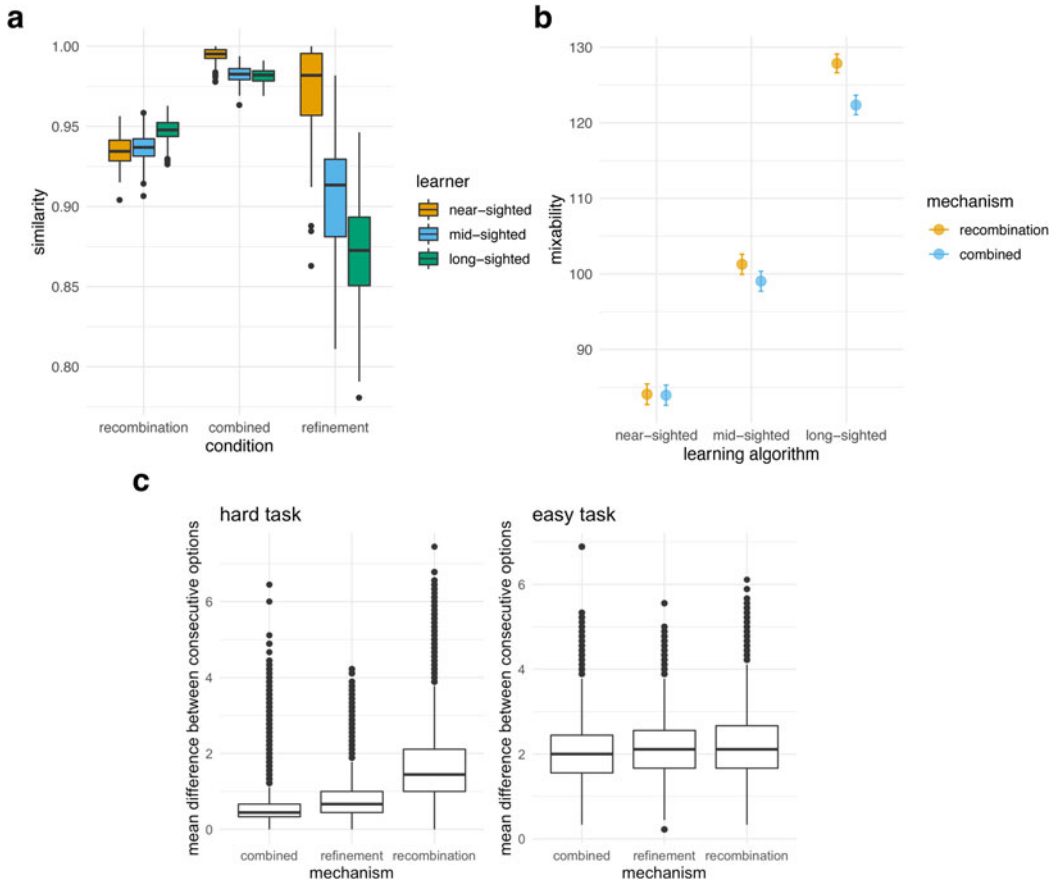 a
1.00
0.95
0.90
0.85
0.80
similarity
recombination combined refinement
condition
learner
near-sighted
mid-sighted
long-sighted
b
130
120
110
100
90
mixability
near-sighted mid-sighted long-sighted
learning algorithm
mechanism
recombination
combined
c
hard task
mean difference between consecutive options
6
4
2
0
combined refinement recombination
mechanism
easy task
mean difference between consecutive options
6
4
2
0
combined refinement recombination
mechanism